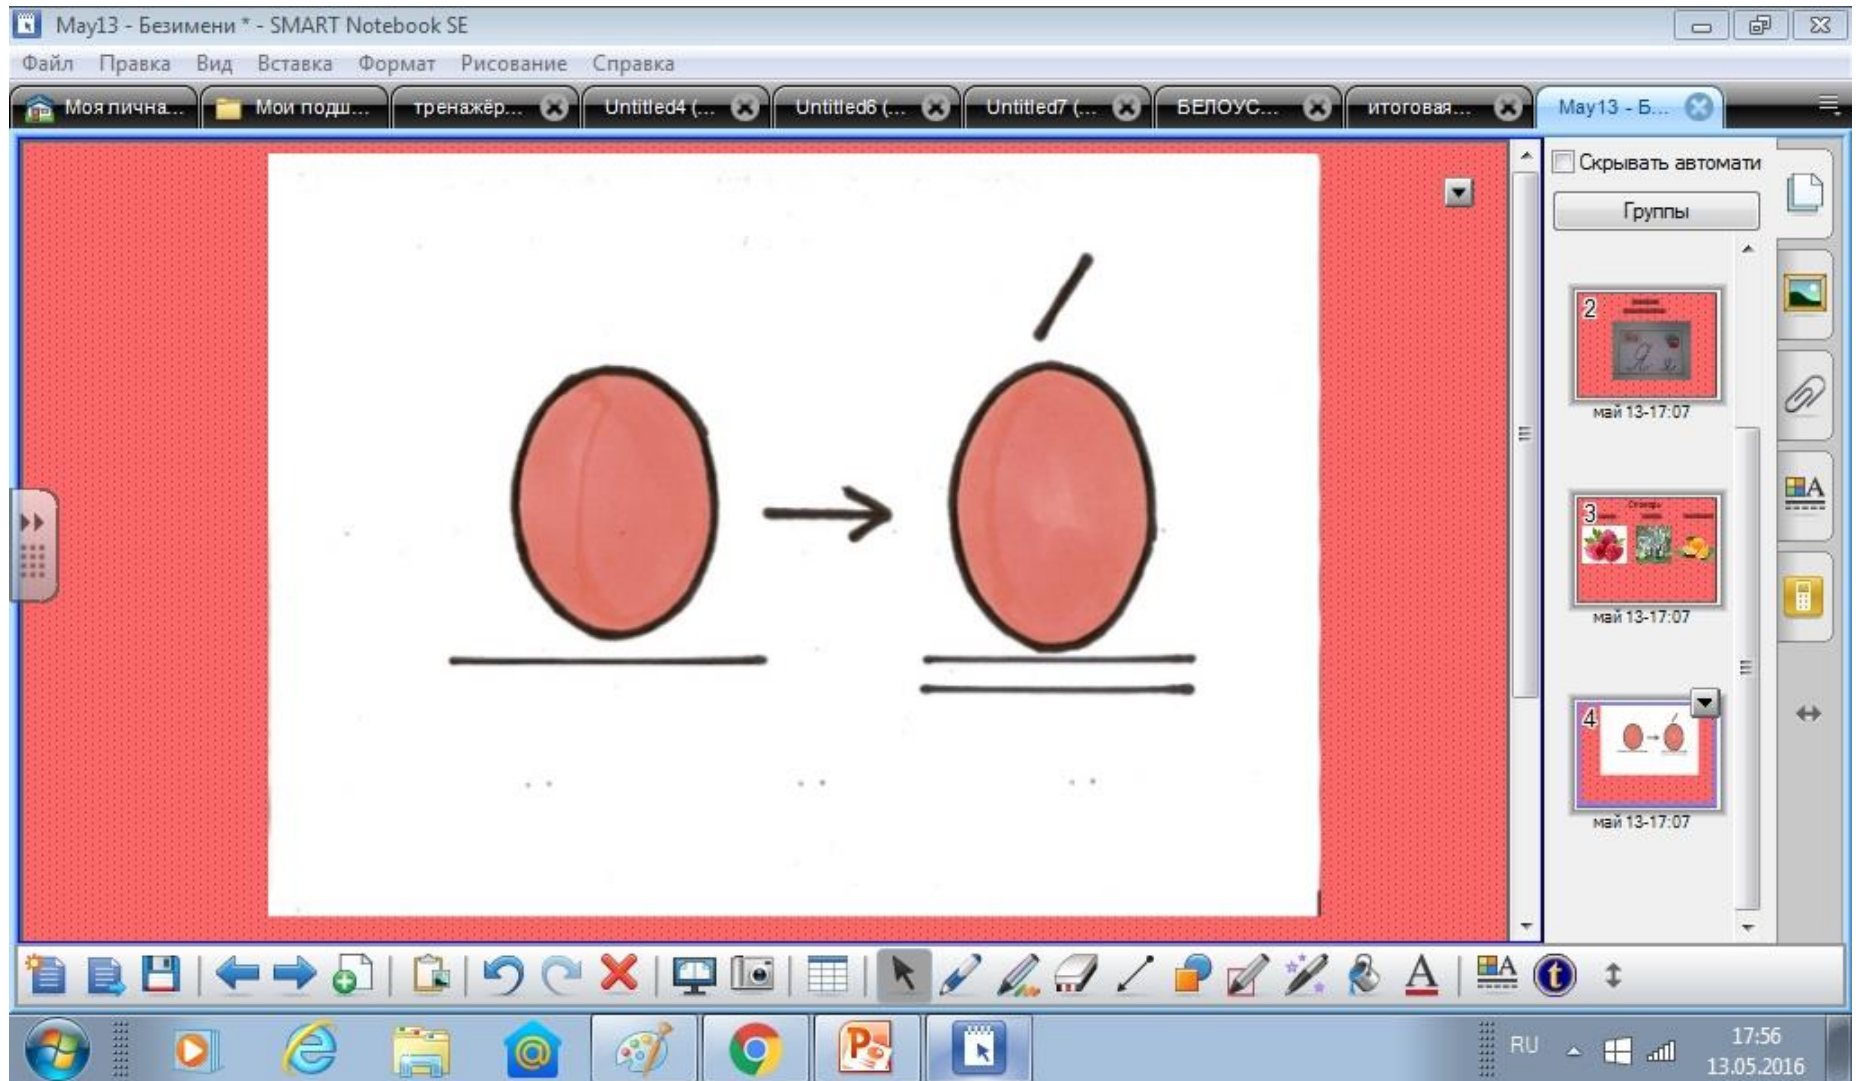 May13 - Безимени * - SMART Notebook SE
Файл Правка Вид Вставка Формат Рисование Справка
Моя лична... Мои подш... тренажёр... Untitled4 (... Untitled6 (... Untitled7 (... БЕЛОУС... итоговая... May13 - Б...
Скрывать автомати
Группы
2
май 13-17:07
3
май 13-17:07
4
май 13-17:07
RU
17:56
13.05.2016